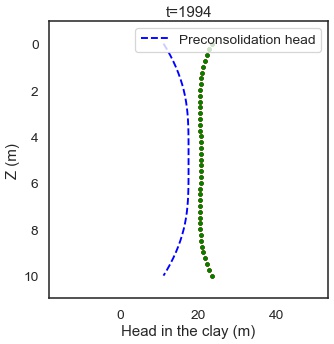 t=1994
Preconsolidation head
0
2
4
6
8
10
Z (m)
0
20
40
Head in the clay (m)